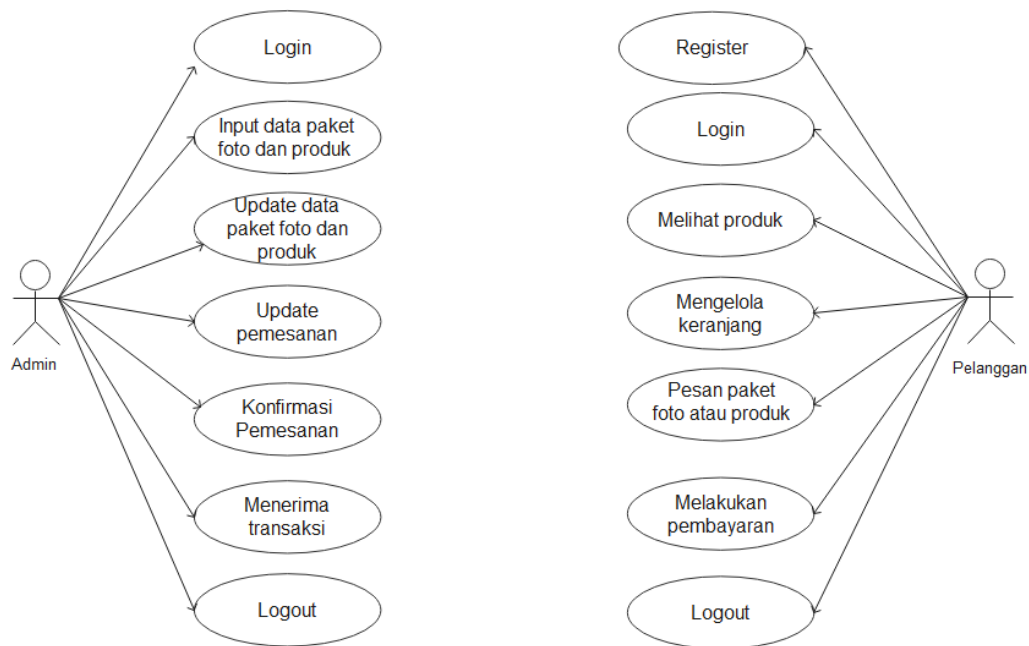 Login
Input data paket
foto dan produk
Update data
paket foto dan
produk
Update
pemesanan
Konfirmasi
Pemesanan
Menerima
transaksi
Logout
Admin
Register
Login
Melihat produk
Mengelola
keranjang
Pesan paket
foto atau produk
Melakukan
pembayaran
Logout
Pelanggan